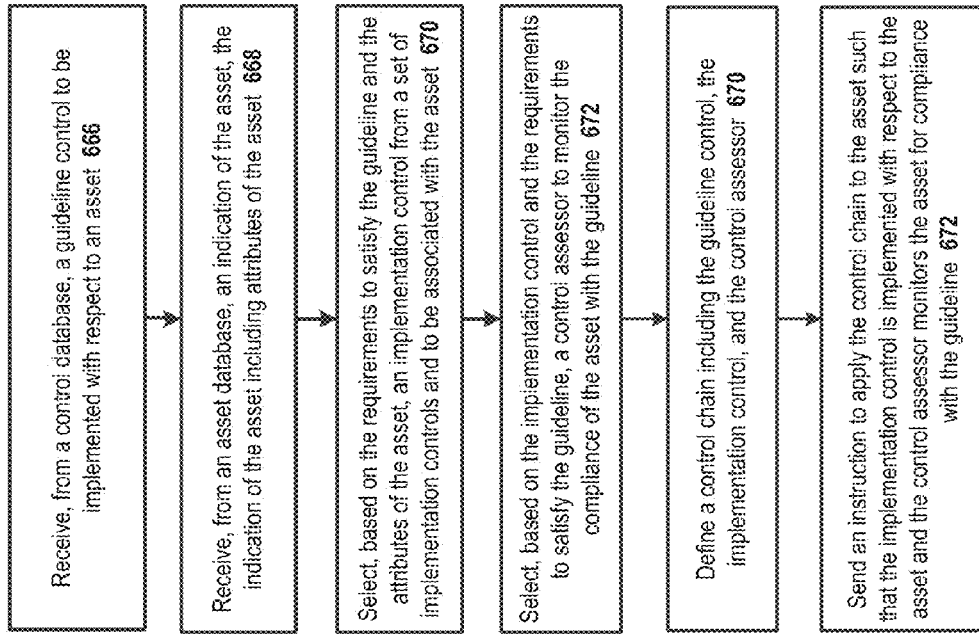 Receive, from a control database, a guideline control to be
implemented with respect to an asset 666
Receive, from an asset database, an indication of the asset, the
indication of the asset including attributes of the asset 668
Select, based on the requirements to satisfy the guideline and the
attributes of the asset, an implementation control from a set of
implementation controls and to be associated with the asset 670
Select, based on the implementation control and the requirements
to satisfy the guideline, a control assessor to monitor the
compliance of the asset with the guideline 672
Define a control chain including the guideline control, the
implementation control, and the control assessor 670
Send an instruction to apply the control chain to the asset such
that the implementation control is implemented with respect to the
asset and the control assessor monitors the asset for compliance
with the guideline 672